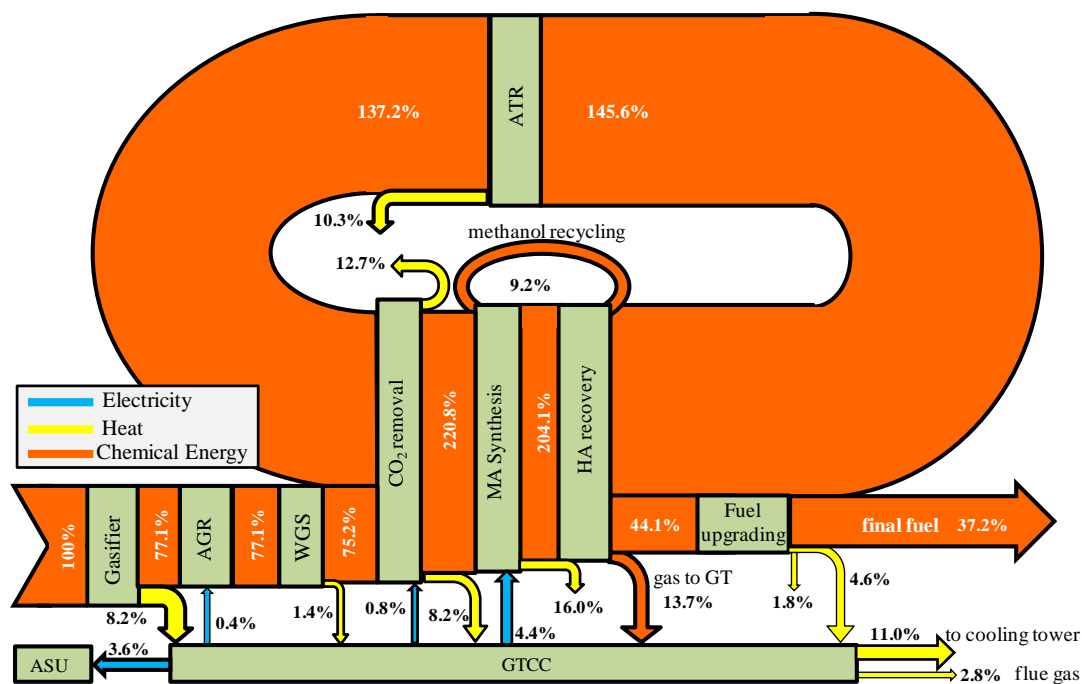 137.2%
ATR
145.6%
10.3%
methanol recycling
12.7%
9.2%
Electricity
Heat
Chemical Energy
CO₂ removal
220.8%
MA Synthesis
204.1%
HA recovery
100%
Gasifier
77.1%
AGR
77.1%
WGS
75.2%
44.1%
Fuel
upgrading
final fuel
37.2%
8.2%
0.4%
1.4%
0.8%
8.2%
4.4%
16.0%
gas to GT
13.7%
1.8%
4.6%
3.6%
ASU
GTCC
11.0%
to cooling tower
2.8%
flue gas